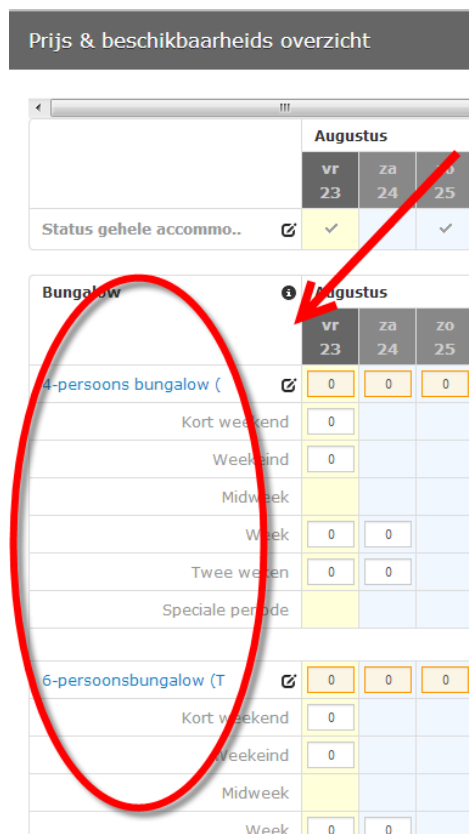 Prijs & beschikbaarheids overzicht
Augustus
vr za zo
23 24 25
Status gehele accommo..
Bungalow Augustus
vr za zo
23 24 25
4-persoons bungalow ( 0 0 0
Kort weekend 0
Weekeind 0
Midweek
Week 0 0
Twee weken 0 0
Speciale periode
6-persoonsbungalow (T 0 0 0
Kort weekend 0
Weekeind 0
Midweek
Week 0 0